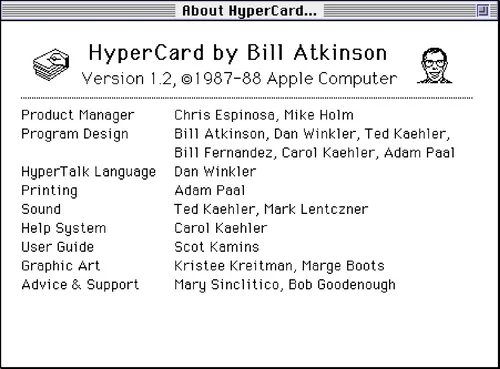 About HyperCard...
HyperCard by Bill Atkinson
Version 1.2, ©1987-88 Apple Computer
Product Manager Chris Espinosa, Mike Holm
Program Design Bill Atkinson, Dan Winkler, Ted Kaehler,
Bill Fernandez, Carol Kaehler, Adam Paal
HyperTalk Language Dan Winkler
Printing Adam Paal
Sound Ted Kaehler, Mark Lentczner
Help System Carol Kaehler
User Guide Scot Kamins
Graphic Art Kristee Kreitman, Marge Boots
Advice & Support Mary Sinclitico, Bob Goodenough